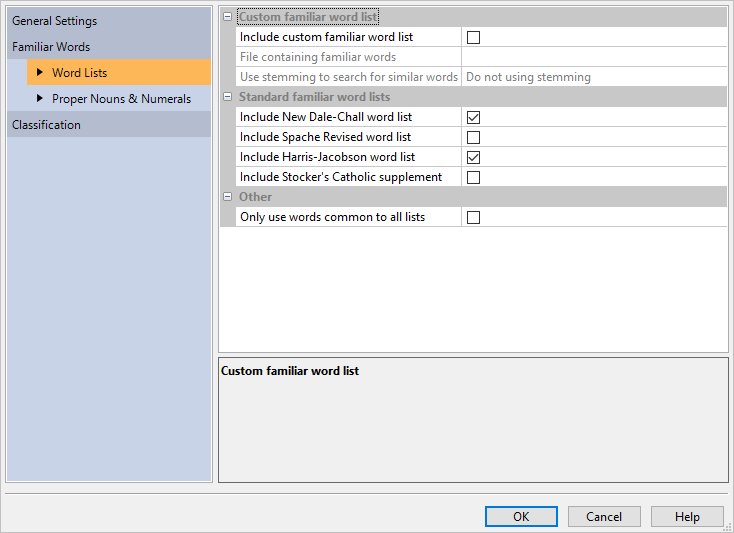 General Settings
Familiar Words
Word Lists
Proper Nouns & Numerals
Classification
Custom familiar word list
Include custom familiar word list
File containing familiar words
Use stemming to search for similar words Do not using stemming
Standard familiar word lists
Include New Dale-Chall word list
Include Spache Revised word list
Include Harris-Jacobson word list
Include Stocker's Catholic supplement
Other
Only use words common to all lists
Custom familiar word list
OK Cancel Help